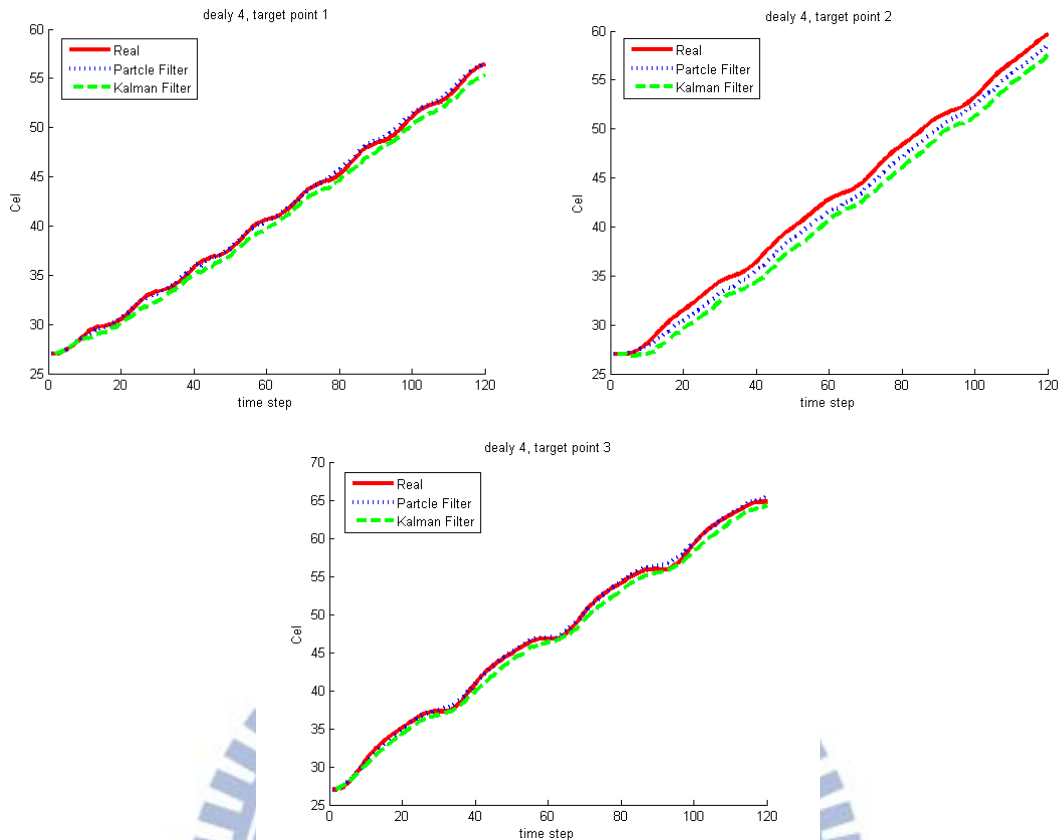 dealy 4, target point 1
60
55
50
45
40
35
30
25
Cel
Real
Partcle Filter
Kalman Filter
0 20 40 60 80 100 120
time step
dealy 4, target point 2
60
55
50
45
40
35
30
25
Real
Partcle Filter
Kalman Filter
0 20 40 60 80 100 120
time step
dealy 4, target point 3
70
65
60
55
50
45
40
35
30
25
Cel
Real
Partcle Filter
Kalman Filter
0 20 40 60 80 100 120
time step